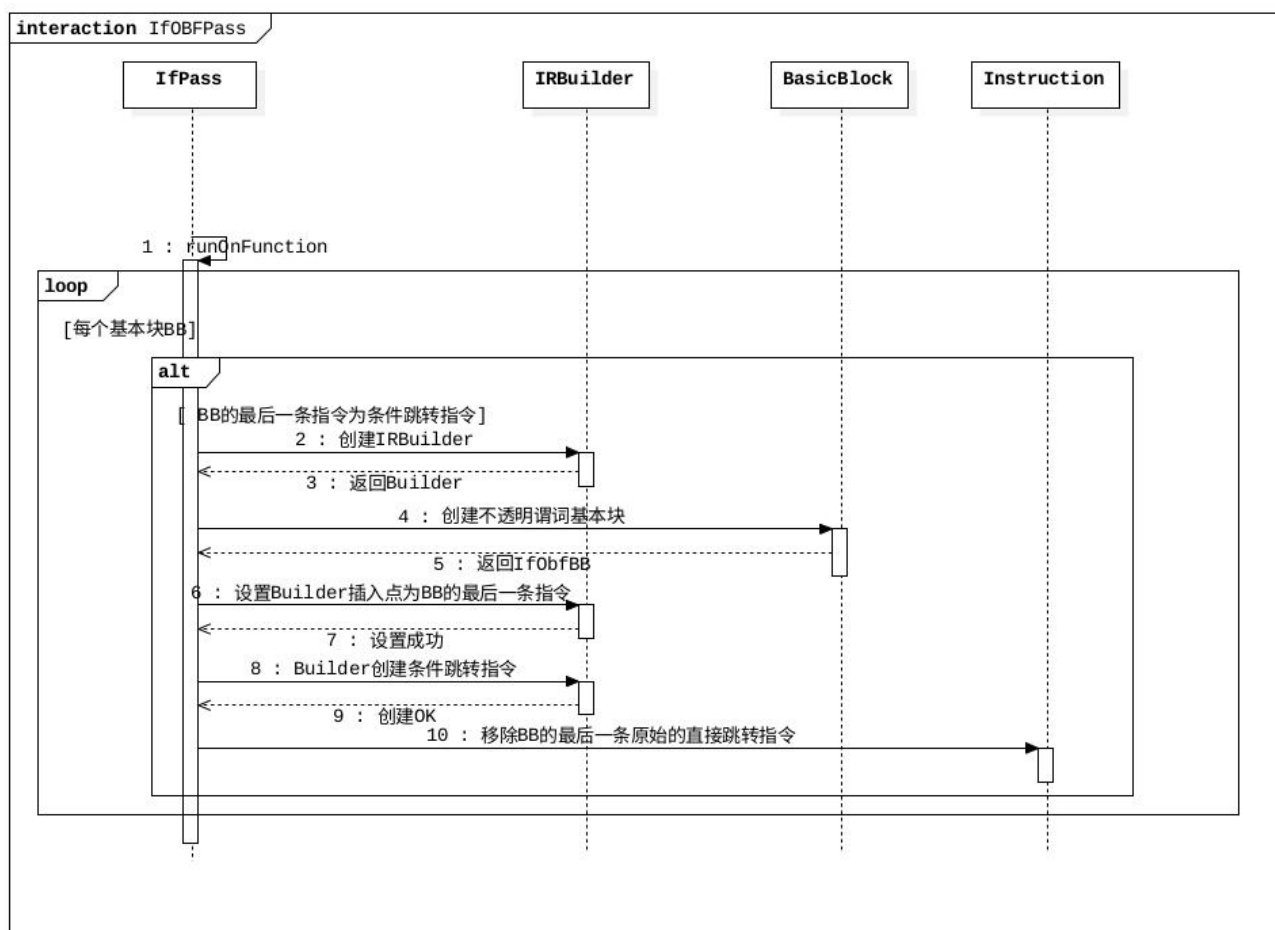 interaction IfOBFPass
IfPass
IRBuilder
BasicBlock
Instruction
1 : runOnFunction
loop
[每个基本块BB]
alt
[ BB的最后一条指令为条件跳转指令]
2 : 创建IRBuilder
3 : 返回Builder
4 : 创建不透明谓词基本块
5 : 返回IfObfBB
6 : 设置Builder插入点为BB的最后一条指令
7 : 设置成功
8 : Builder创建条件跳转指令
9 : 创建OK
10 : 移除BB的最后一条原始的直接跳转指令